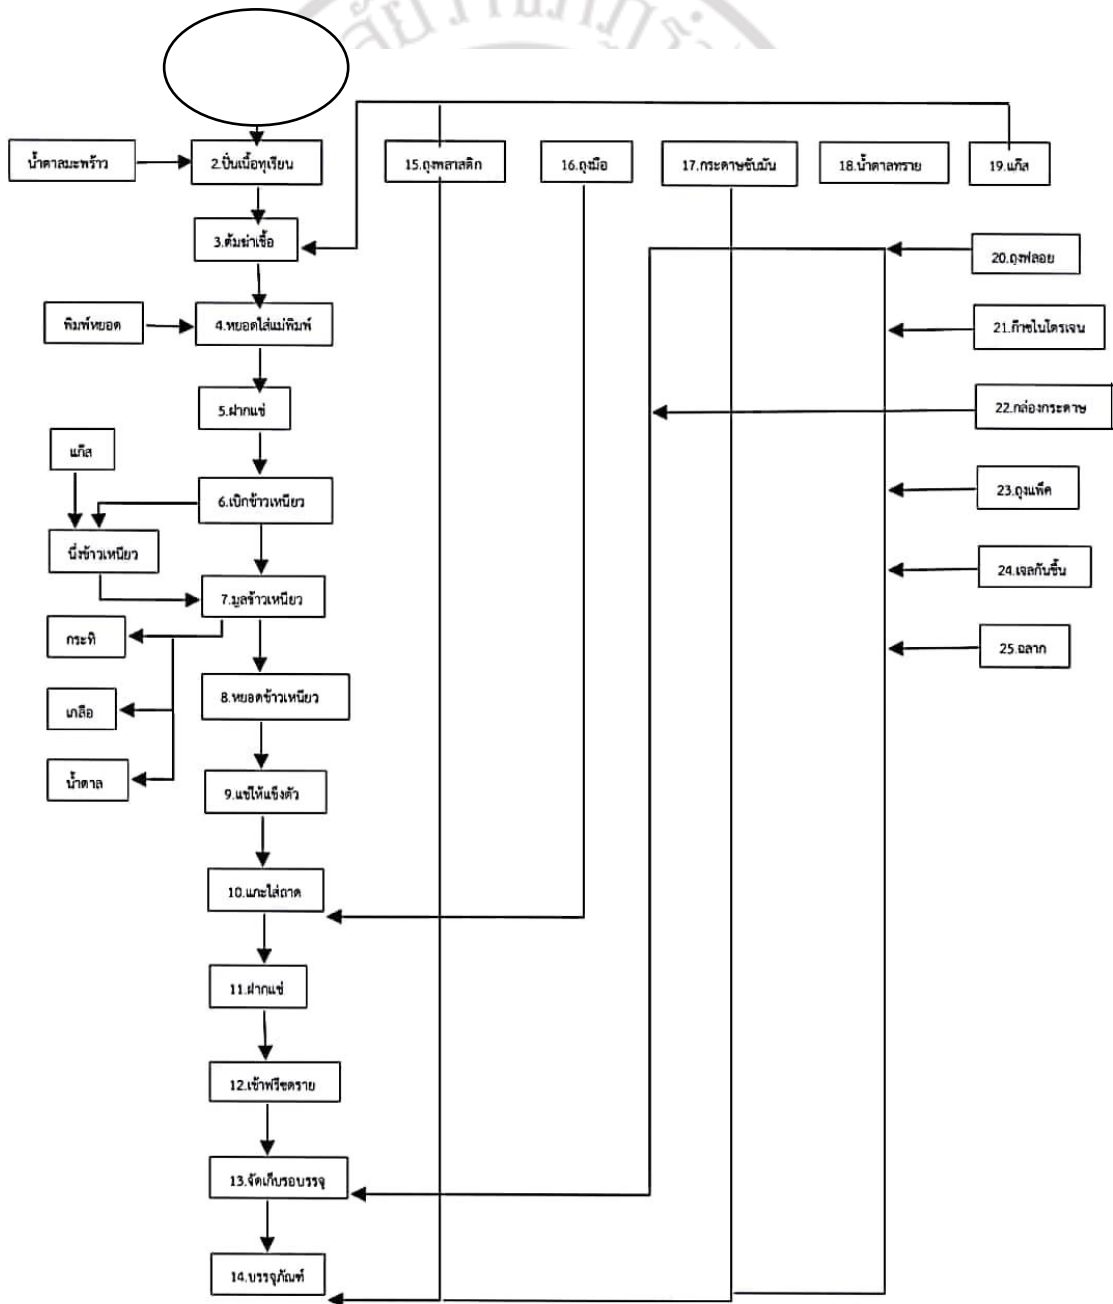 น้ำตาลมะพร้าว
2.ปั่นเนื้อทุเรียน
15.ถุงพลาสติก
16.ถุงมือ
17.กระดาษซับมัน
18.น้ำตาลทราย
19.แก๊ส
3.ต้มฆ่าเชื้อ
20.ถุงฟลอย
พิมพ์หยอด
4.หยอดใส่แม่พิมพ์
21.ก๊าซไนโตรเจน
5.ฝากแช่
22.กล่องกระดาษ
แก๊ส
6.เบิกข้าวเหนียว
23.ถุงแพ็ค
นึ่งข้าวเหนียว
24.เจลกันชื้น
7.มูลข้าวเหนียว
กระทิ
25.ฉลาก
8.หยอดข้าวเหนียว
เกลือ
น้ำตาล
9.แช่ให้แข็งตัว
10.แกะใส่ถาด
11.ฝากแช่
12.เข้าฟรีซดราย
13.จัดเก็บรอบรรจุ
14.บรรจุภัณฑ์